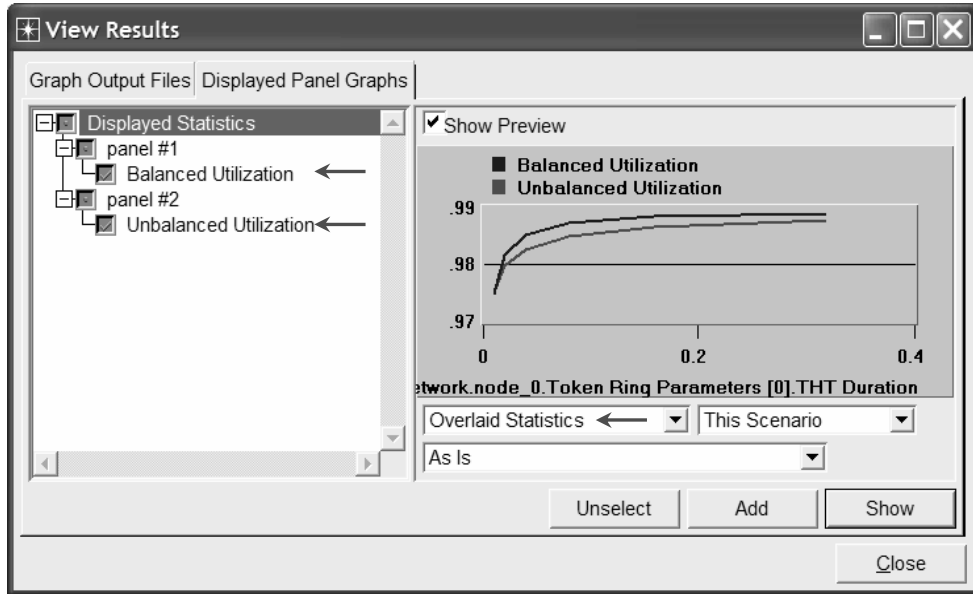 View Results
Graph Output Files Displayed Panel Graphs
Displayed Statistics
panel #1
Balanced Utilization
panel #2
Unbalanced Utilization
Show Preview
Balanced Utilization
Unbalanced Utilization
.99
.98
.97
0 0.2 0.4
etwork.node_0.Token Ring Parameters [0].THT Duration
Overlaid Statistics This Scenario
As Is
Unselect Add Show
Close